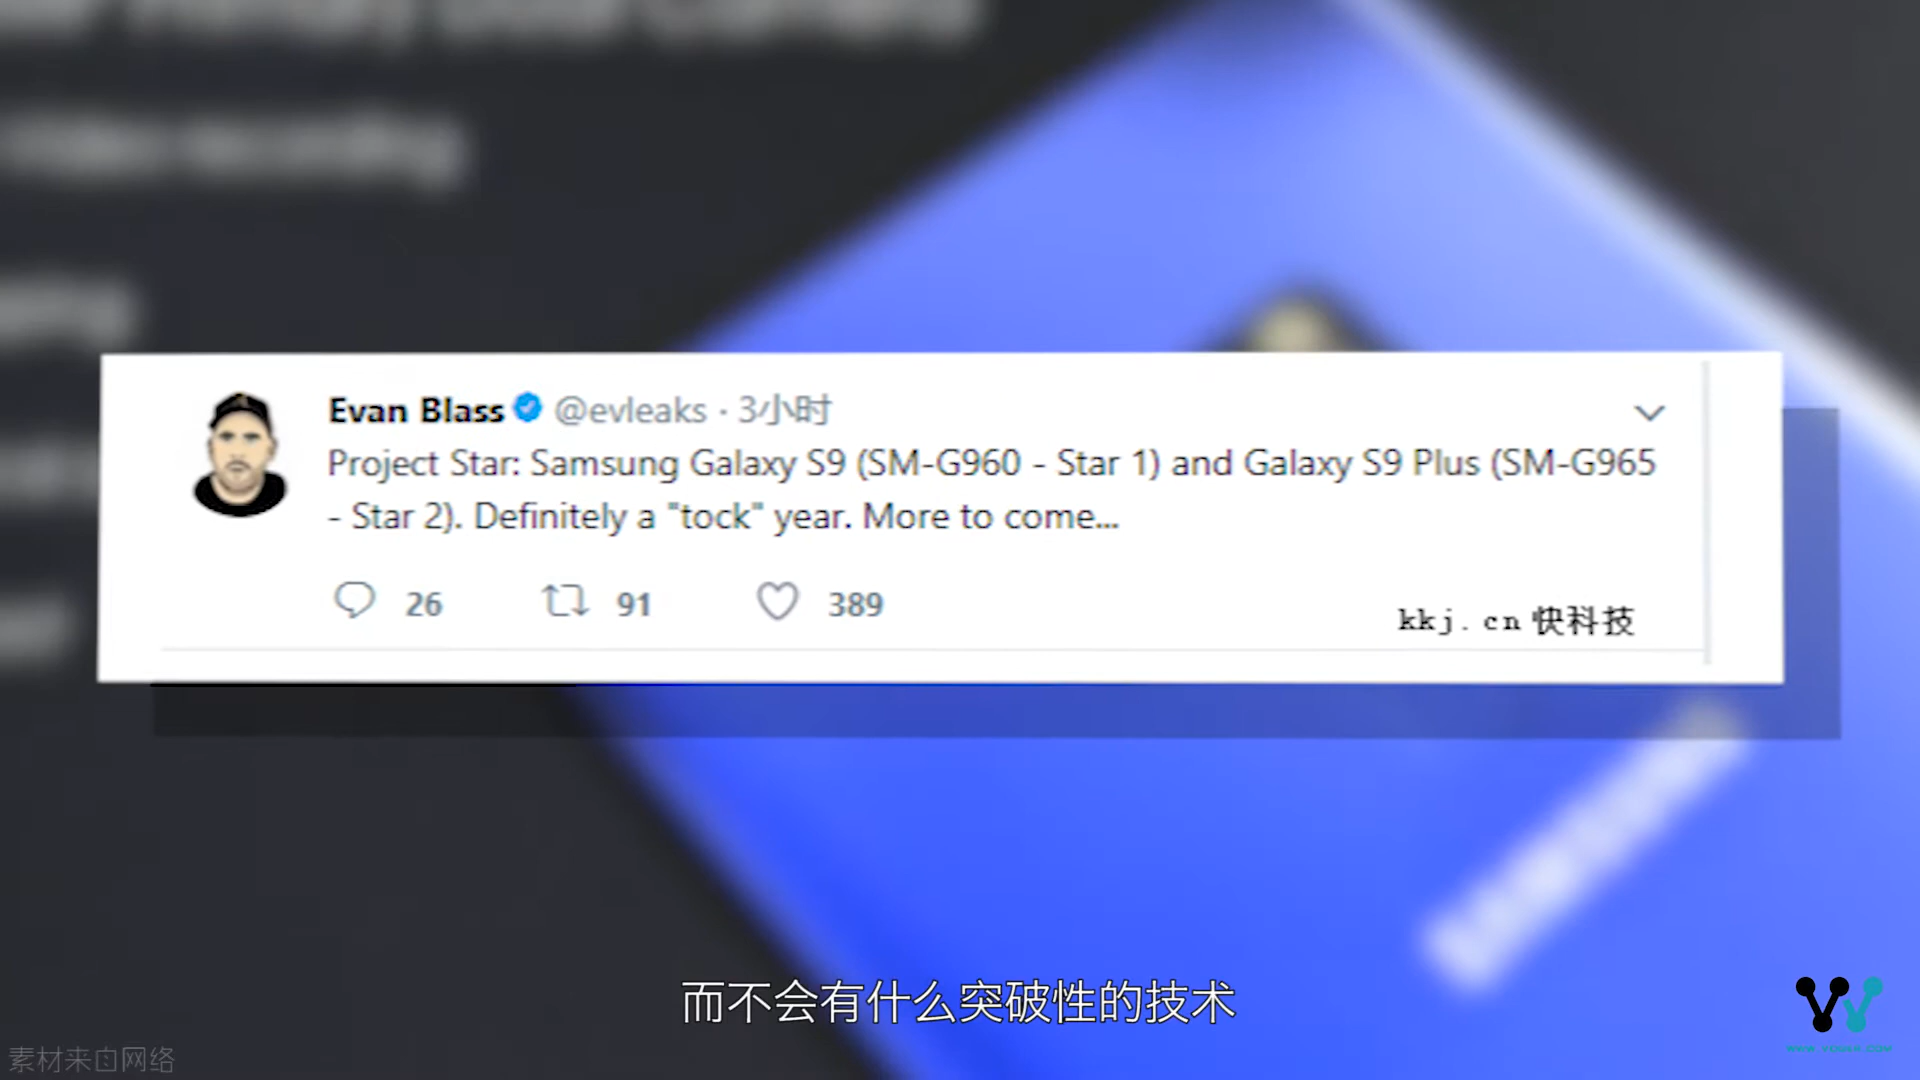 Video recording
Evan Blass @evleaks · 3小时
Project Star: Samsung Galaxy S9 (SM-G960 - Star 1) and Galaxy S9 Plus (SM-G965
- Star 2). Definitely a "tock" year. More to come...
26 91 389
kkj.cn 快科技
而不会有什么突破性的技术
素材来自网络